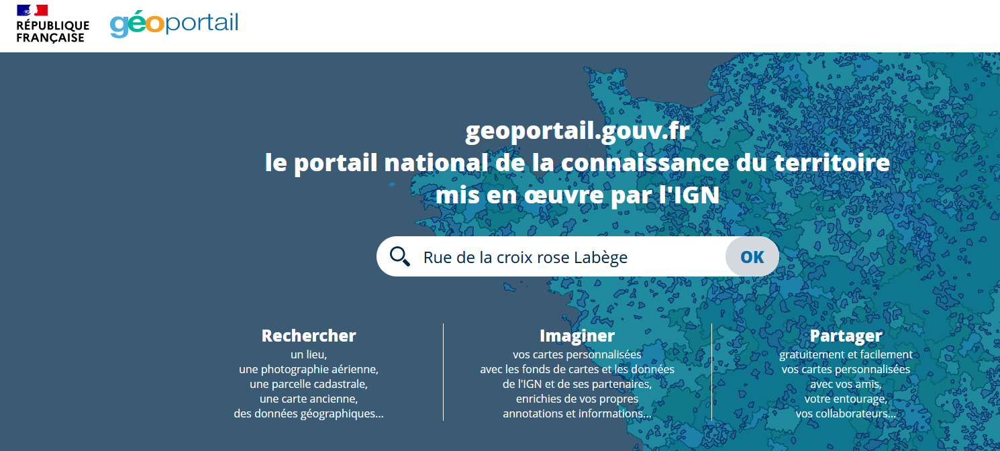 RÉPUBLIQUE
FRANÇAISE
géoportail
geoportail.gouv.fr
le portail national de la connaissance du territoire
mis en œuvre par l'IGN
Rue de la croix rose Labège
OK
Rechercher
un lieu,
une photographie aérienne,
une parcelle cadastrale,
une carte ancienne,
des données géographiques...
Imaginer
vos cartes personnalisées
avec les fonds de cartes et les données
de l'IGN et de ses partenaires,
enrichies de vos propres
annotations et informations...
Partager
gratuitement et facilement
vos cartes personnalisées
avec vos amis,
votre entourage,
vos collaborateurs...